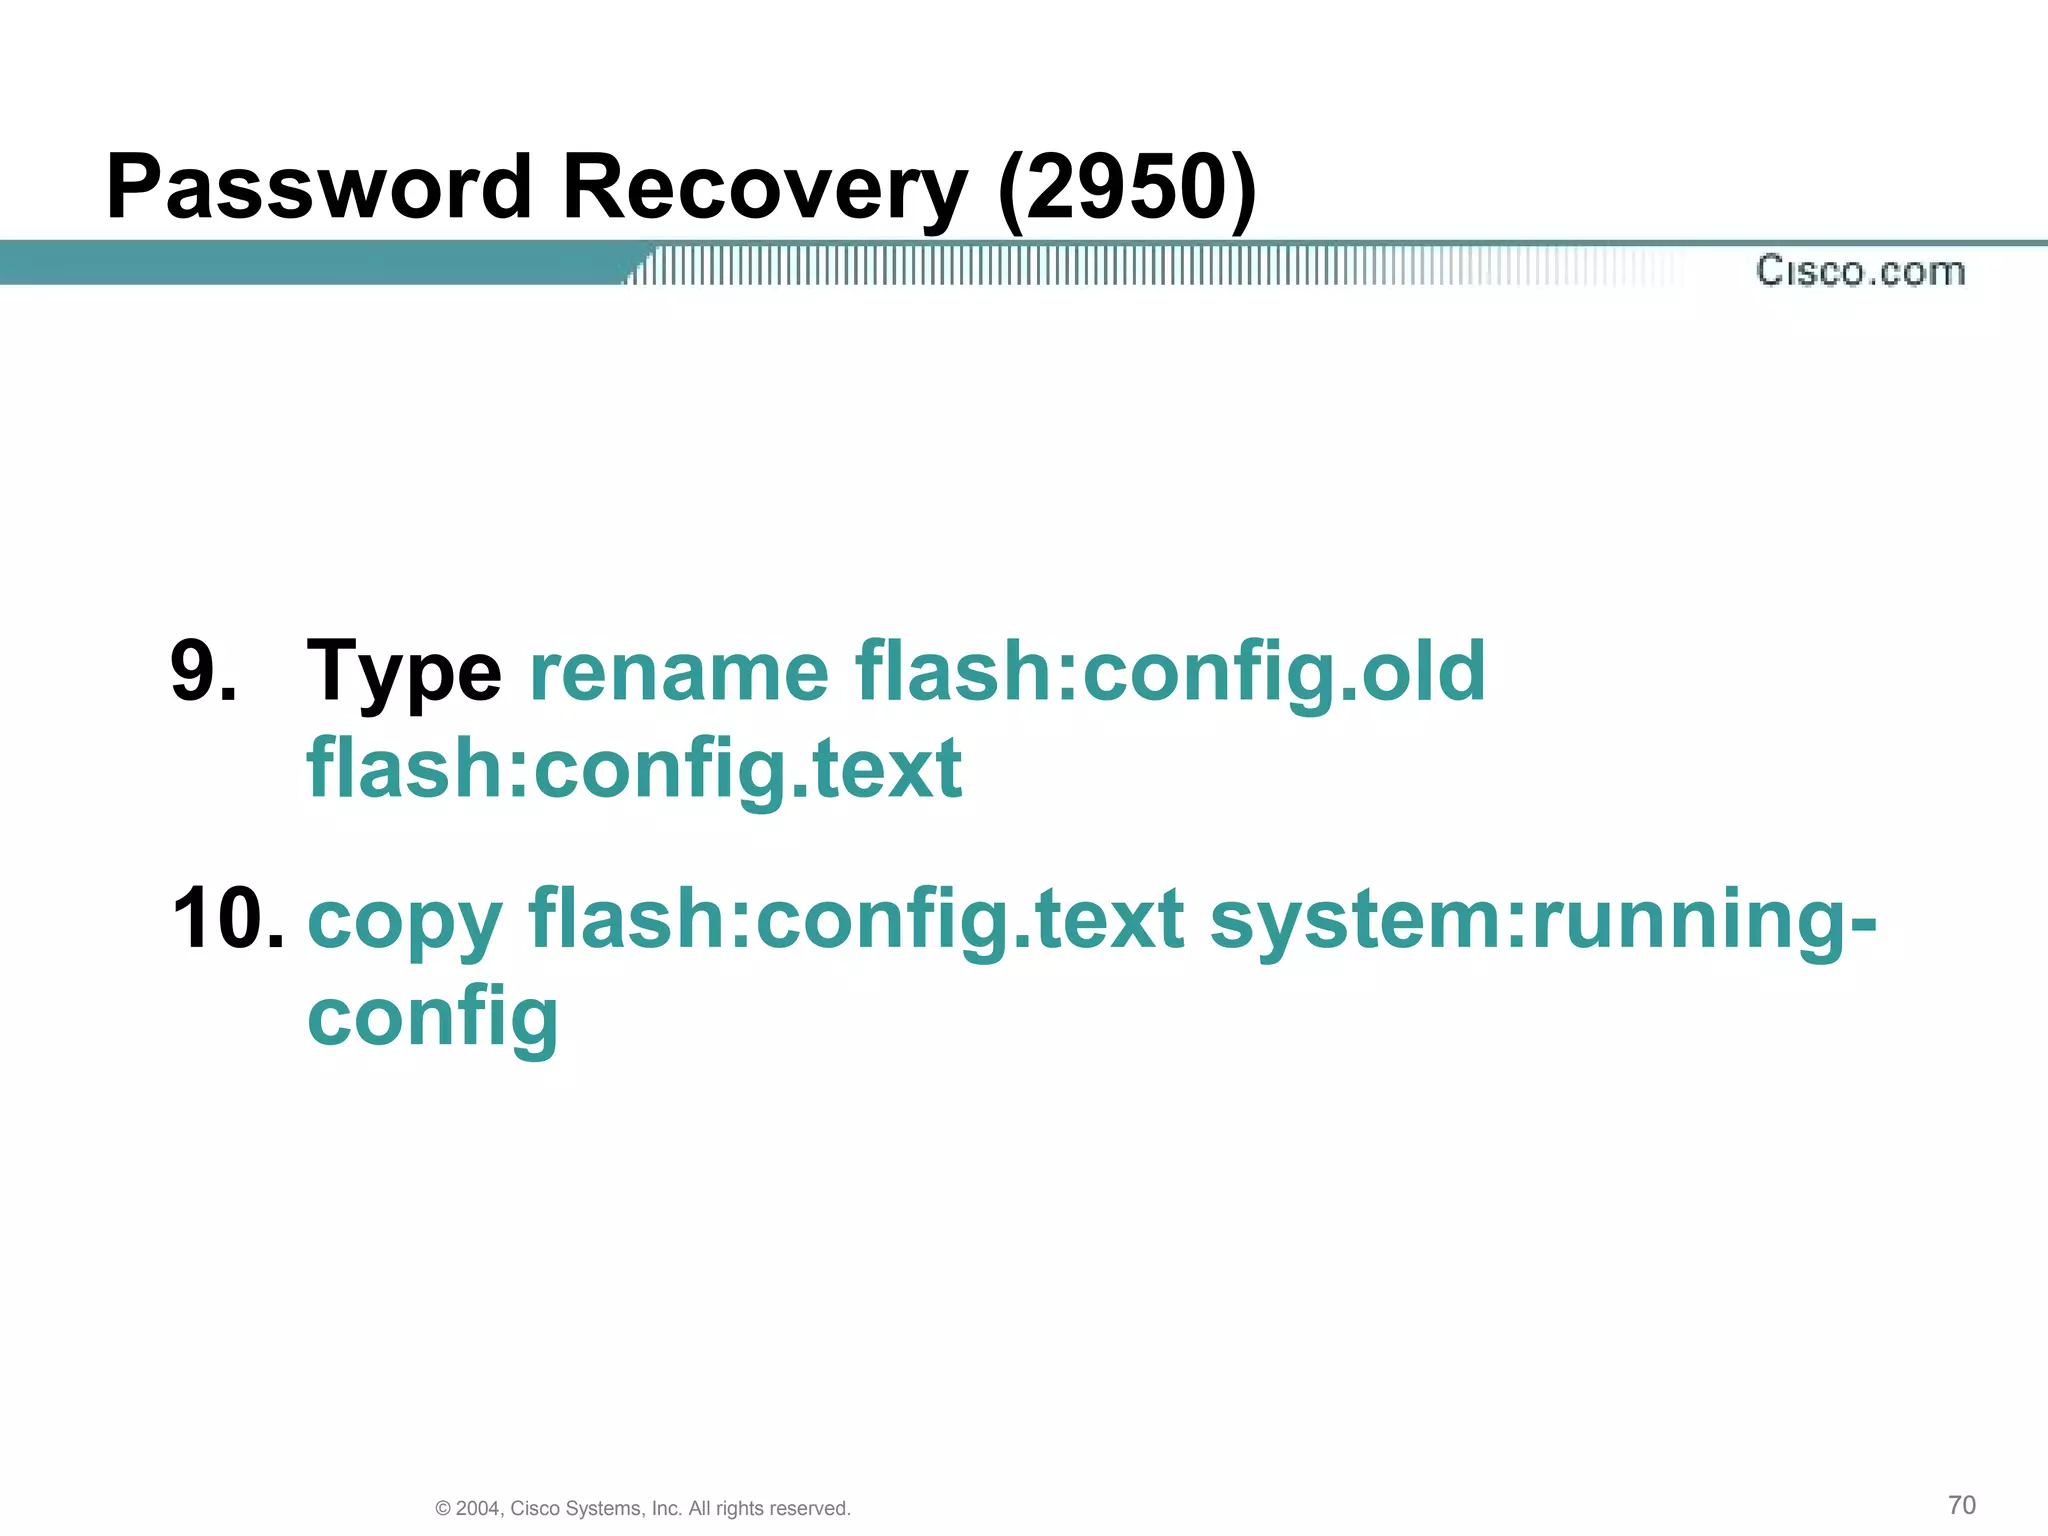 Password Recovery (2950)
Cisco.com
9. Type rename flash:config.old
flash:config.text
10. copy flash:config.text system:running-
config
© 2004, Cisco Systems, Inc. All rights reserved.
70